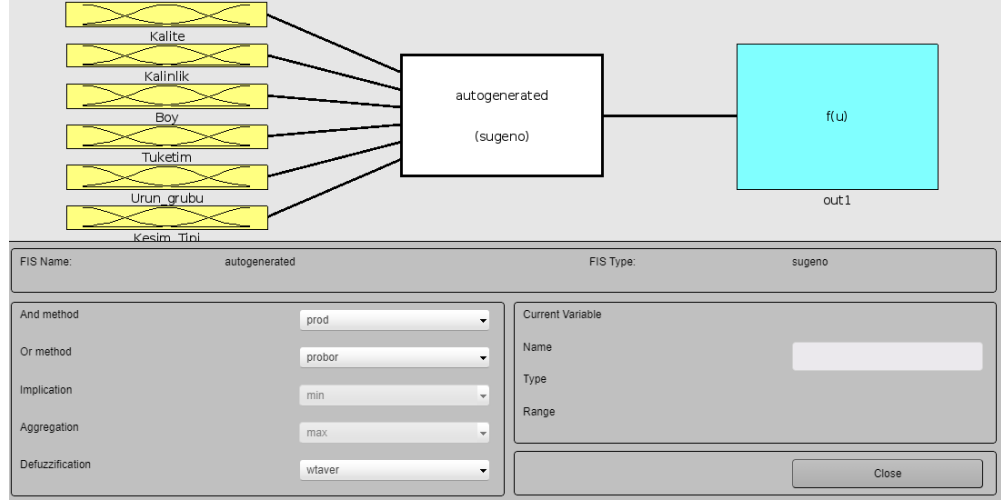 Kalite
Kalinlik
Boy
Tuketim
Urun_grubu
Kesim_Tipi
autogenerated
(sugeno)
f(u)
out1
FIS Name: autogenerated FIS Type: sugeno
And method prod
Or method probor
Implication min
Aggregation max
Defuzzification wtaver
Current Variable
Name
Type
Range
Close